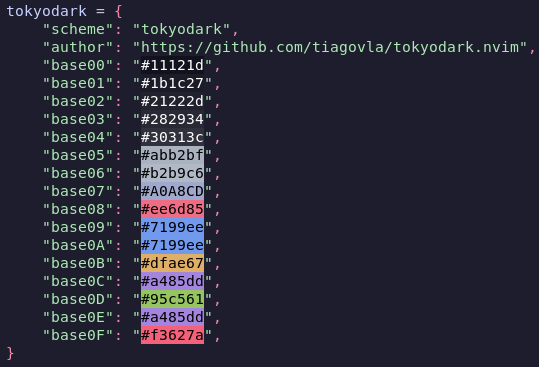 tokyodark = {
    "scheme": "tokyodark",
    "author": "https://github.com/tiagovla/tokyodark.nvim",
    "base00": "#11121d",
    "base01": "#1b1c27",
    "base02": "#21222d",
    "base03": "#282934",
    "base04": "#30313c",
    "base05": "#abb2bf",
    "base06": "#b2b9c6",
    "base07": "#A0A8CD",
    "base08": "#ee6d85",
    "base09": "#7199ee",
    "base0A": "#7199ee",
    "base0B": "#dfae67",
    "base0C": "#a485dd",
    "base0D": "#95c561",
    "base0E": "#a485dd",
    "base0F": "#f3627a",
}